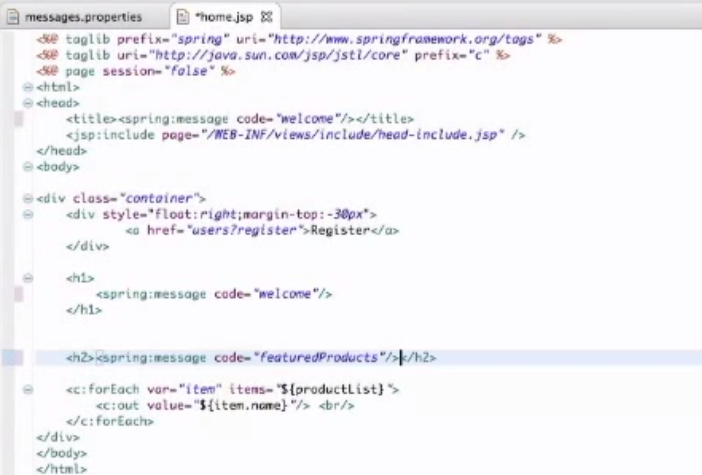 messages.properties *home.jsp
<%@ taglib prefix="spring" uri="http://www.springframework.org/tags" %>
<%@ taglib uri="http://java.sun.com/jsp/jstl/core" prefix="c" %>
<%@ page session="false" %>
<html>
<head>
<title><spring:message code="welcome"/></title>
<jsp:include page="/WEB-INF/views/include/head-include.jsp" />
</head>
<body>
<div class="container">
<div style="float:right;margin-top:-30px">
<a href="users?register">Register</a>
</div>
<h1>
<spring:message code="welcome"/>
</h1>
<h2><spring:message code="featuredProducts"/></h2>
<c:forEach var="item" items="${productList}">
<c:out value="${item.name}"/> <br/>
</c:forEach>
</div>
</body>
</html>